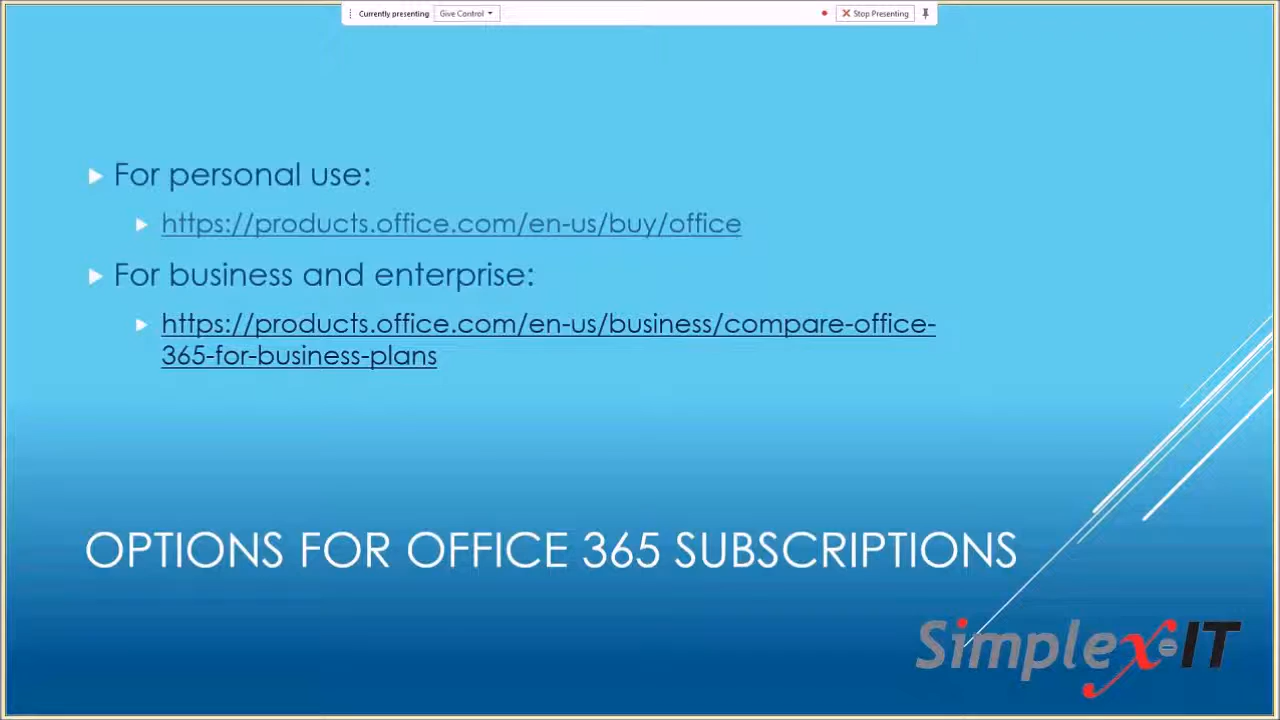 Currently presenting Give Control Stop Presenting
For personal use:
https://products.office.com/en-us/buy/office
For business and enterprise:
https://products.office.com/en-us/business/compare-office-
365-for-business-plans
OPTIONS FOR OFFICE 365 SUBSCRIPTIONS
Simplex-IT